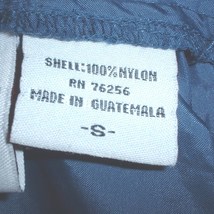 SHELL:100%NYLON
RN 76256
MADE IN GUATEMALA
-S-